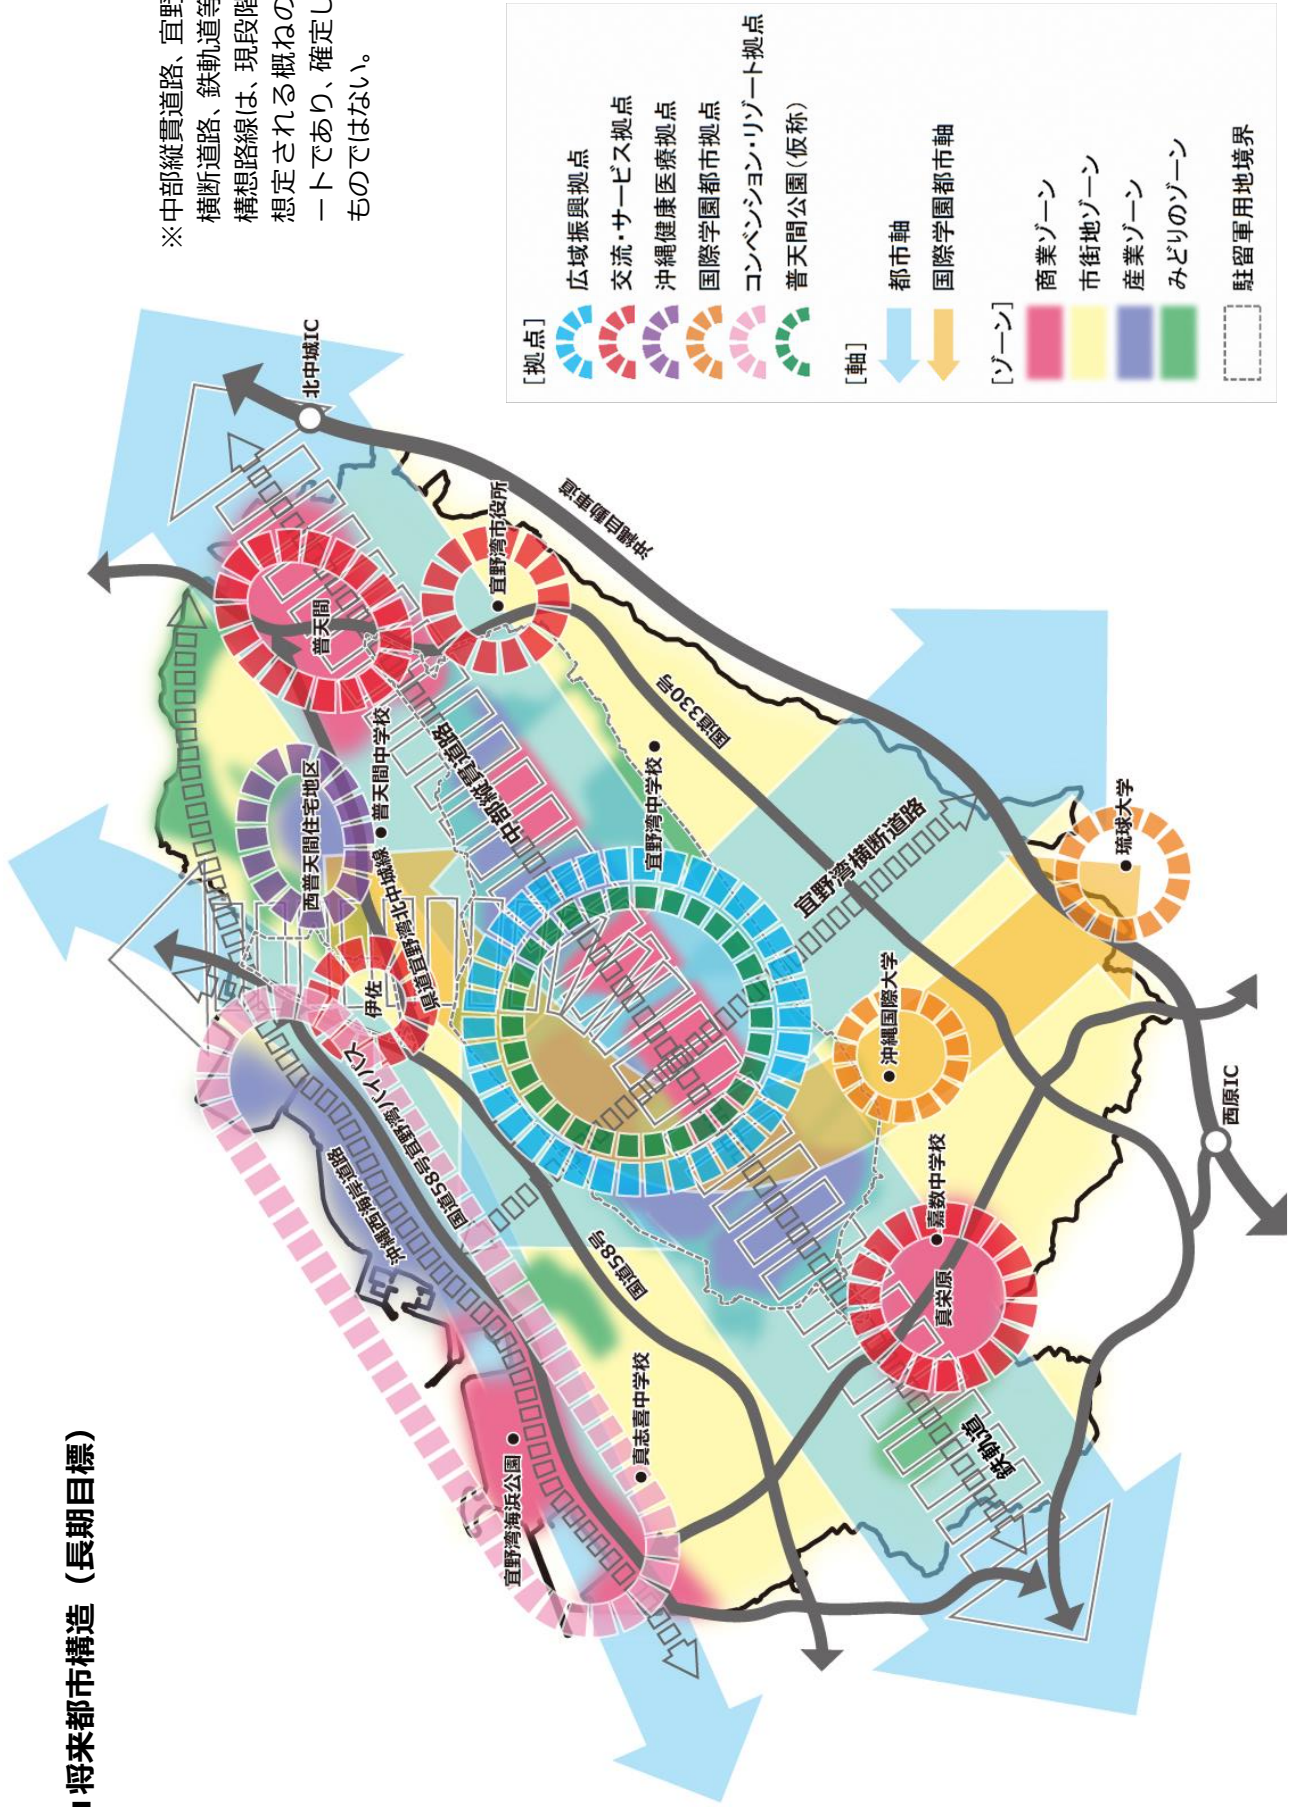 ■ 将来都市構造（長期目標）
※中部縦貫道路、宜野
横断道路、鉄軌道等
構想路線は、現段階
想定される概ねの
ートであり、確定し
ものではない。
[拠点]
広域振興拠点
交流・サービス拠点
沖縄健康医療拠点
国際学園都市拠点
コンベンション・リゾート拠点
普天間公園（仮称）
[軸]
都市軸
国際学園都市軸
[ゾーン]
商業ゾーン
市街地ゾーン
産業ゾーン
みどりのゾーン
駐留軍用地境界
北中城IC
沖縄自動車道
宜野湾市役所
普天間
国道330号
普天間中学校
中部縦貫道路
西普天間住宅地区
宜野湾中学校
県道宜野湾北中城線
伊佐
宜野湾横断道路
琉球大学
沖縄国際大学
国道58号宜野湾バイパス
沖縄西海岸道路
国道58号
西原IC
嘉数中学校
真栄原
真志喜中学校
宜野湾海浜公園
鉄軌道